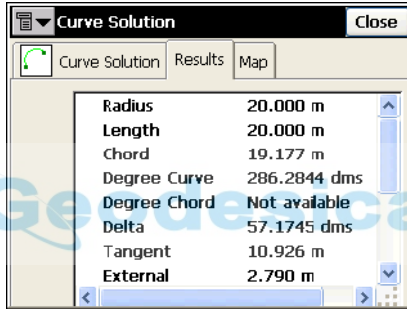 Curve Solution Close
Curve Solution Results Map
Radius 20.000 m
Length 20.000 m
Chord 19.177 m
Degree Curve 286.2844 dms
Degree Chord Not available
Delta 57.1745 dms
Tangent 10.926 m
External 2.790 m
Geodesical